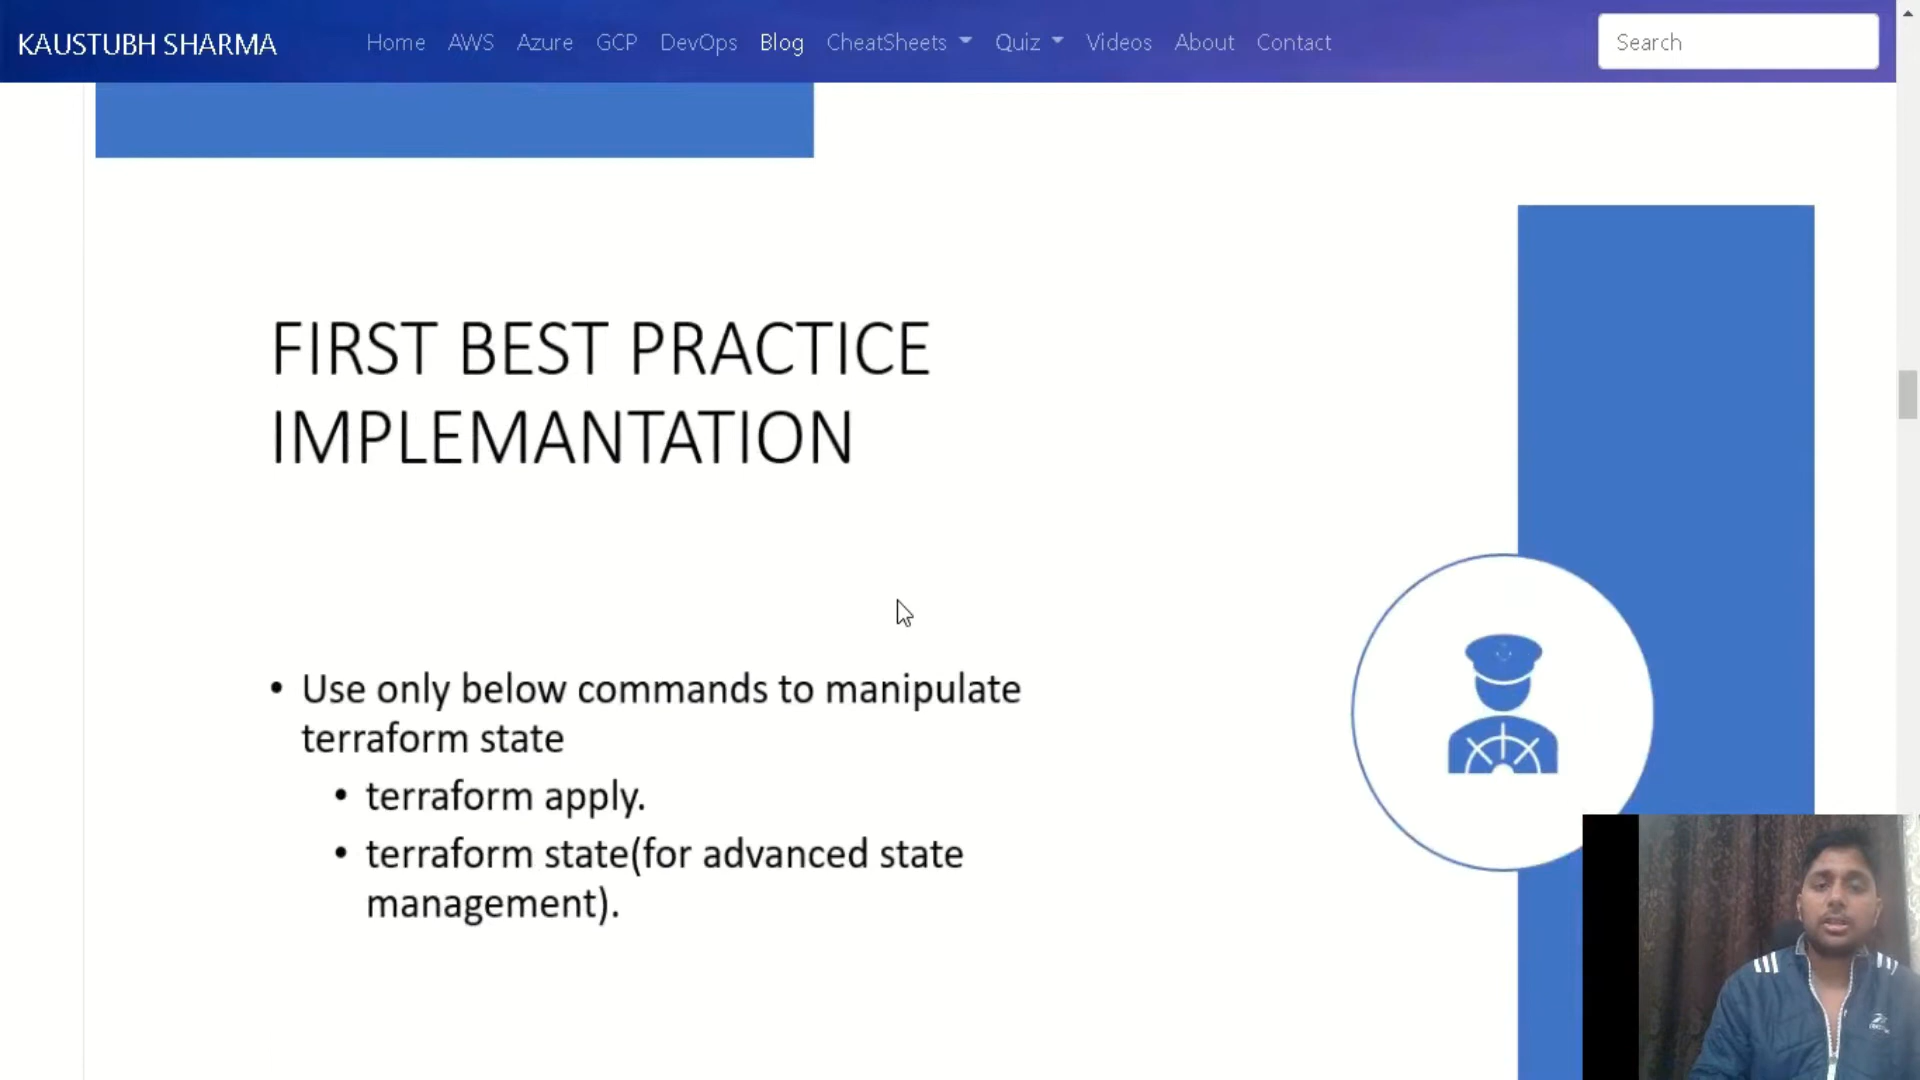 KAUSTUBH SHARMA Home AWS Azure GCP DevOps Blog CheatSheets Quiz Videos About Contact Search
FIRST BEST PRACTICE
IMPLEMANTATION
• Use only below commands to manipulate
terraform state
• terraform apply.
• terraform state(for advanced state
management).